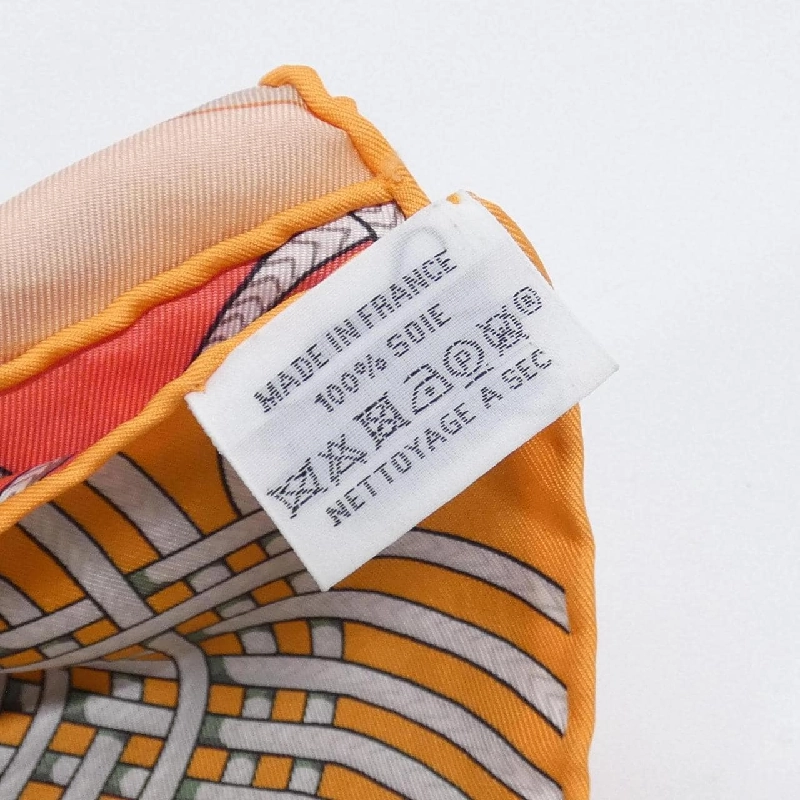 MADE IN FRANCE
100% SOIE
®
NETTOYAGE A SEC